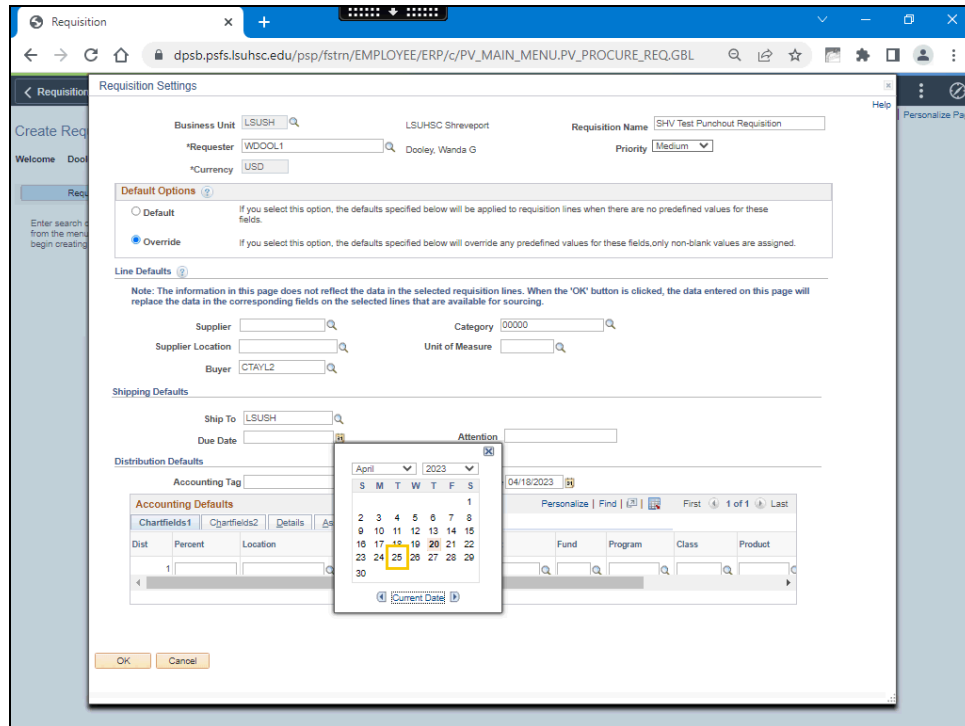 Requisition
dpsb.psfs.lsuhsc.edu/psp/fstrn/EMPLOYEE/ERP/c/PV_MAIN_MENU.PV_PROCURE_REQ.GBL
Requisition
Requisition Settings
Help
Personalize Pa
Create Req
Welcome Dool
Requ
Enter search c
from the menu
begin creating
Business Unit LSUSH LSUHSC Shreveport Requisition Name SHV Test Punchout Requisition
*Requester WDOOL1 Dooley, Wanda G Priority Medium
*Currency USD
Default Options
Default If you select this option, the defaults specified below will be applied to requisition lines when there are no predefined values for these
fields.
Override If you select this option, the defaults specified below will override any predefined values for these fields,only non-blank values are assigned.
Line Defaults
Note: The information in this page does not reflect the data in the selected requisition lines. When the 'OK' button is clicked, the data entered on this page will
replace the data in the corresponding fields on the selected lines that are available for sourcing.
Supplier Category 00000
Supplier Location Unit of Measure
Buyer CTAYL2
Shipping Defaults
Ship To LSUSH
Due Date Attention
Distribution Defaults
Accounting Tag 04/18/2023
Accounting Defaults Personalize | Find | First 1 of 1 Last
Chartfields1 Chartfields2 Details As
Dist Percent Location Fund Program Class Product
1
April 2023
S M T W T F S
1
2 3 4 5 6 7 8
9 10 11 12 13 14 15
16 17 18 19 20 21 22
23 24 25 26 27 28 29
30
Current Date
OK Cancel